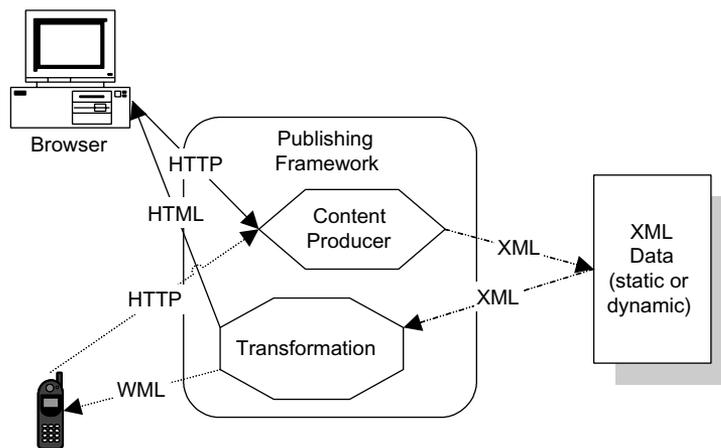 Browser
Publishing
Framework
HTTP
HTML
Content
Producer
XML
XML
Data
(static or
dynamic)
XML
HTTP
Transformation
WML